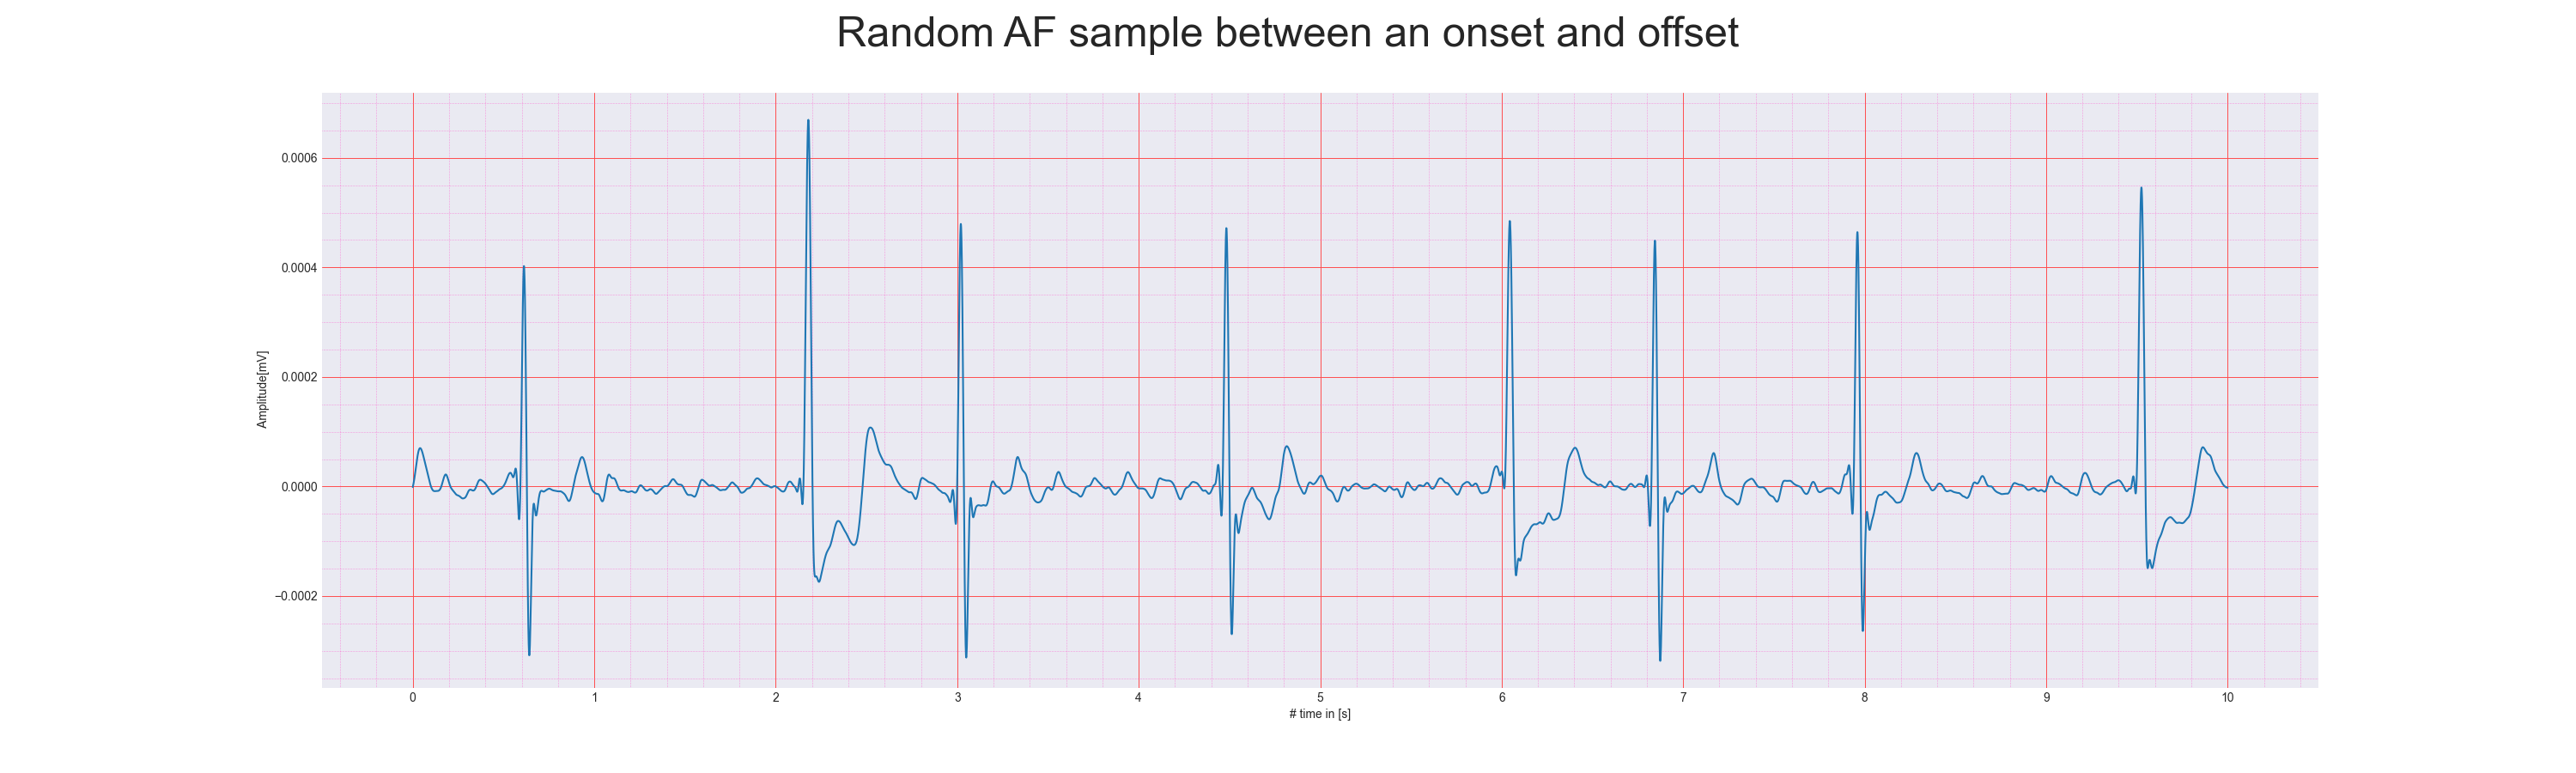 Random AF sample between an onset and offset
0.0006
0.0004
0.0002
0.0000
−0.0002
Amplitude[mV]
0 1 2 3 4 5 6 7 8 9 10
# time in [s]